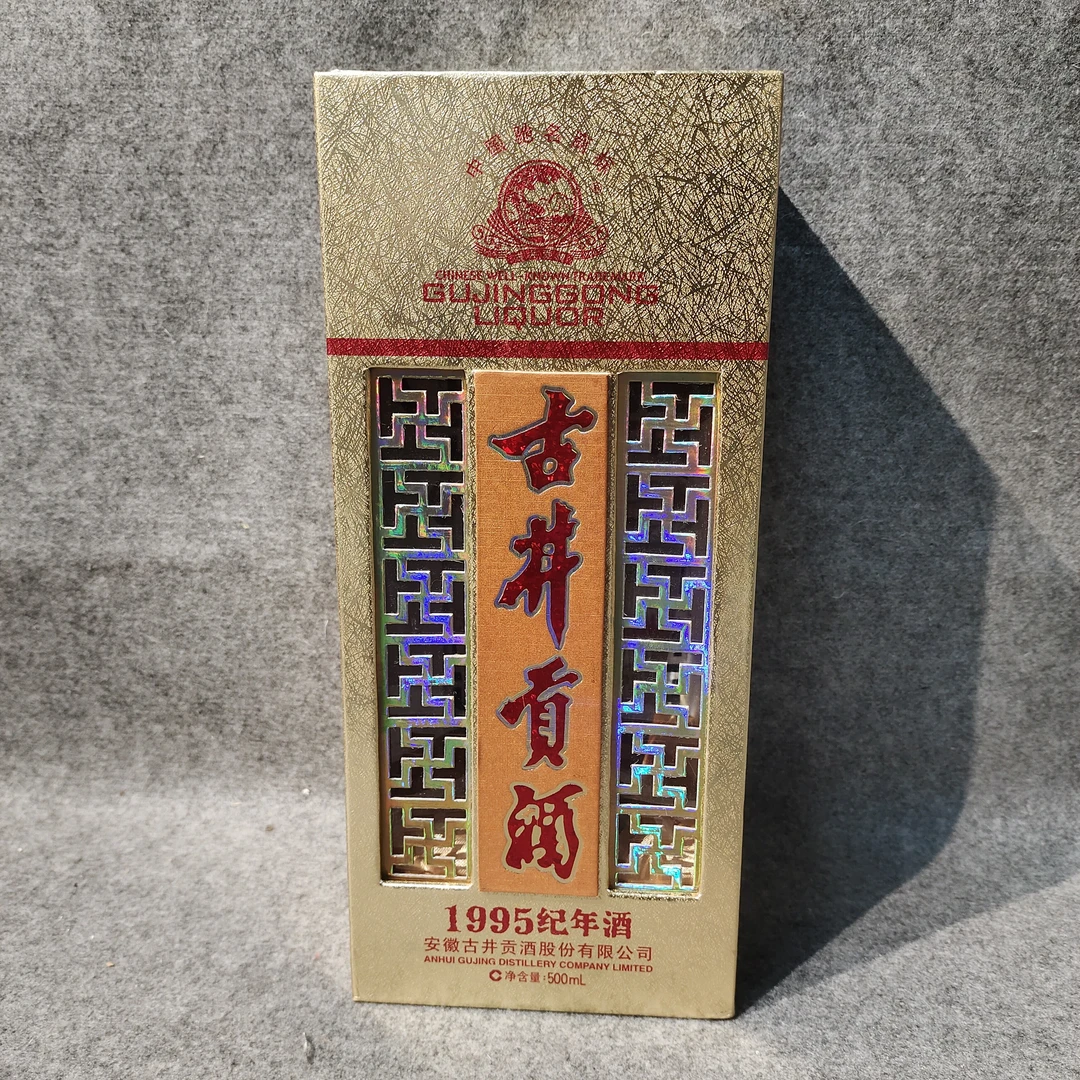 中国驰名商标
CHINESE WELL-KNOWN TRADEMARK
GUJINGGONG
LIQUOR
古井贡酒
1995纪年酒
安徽古井贡酒股份有限公司
ANHUI GUJING DISTILLERY COMPANY LIMITED
C净含量:500mL